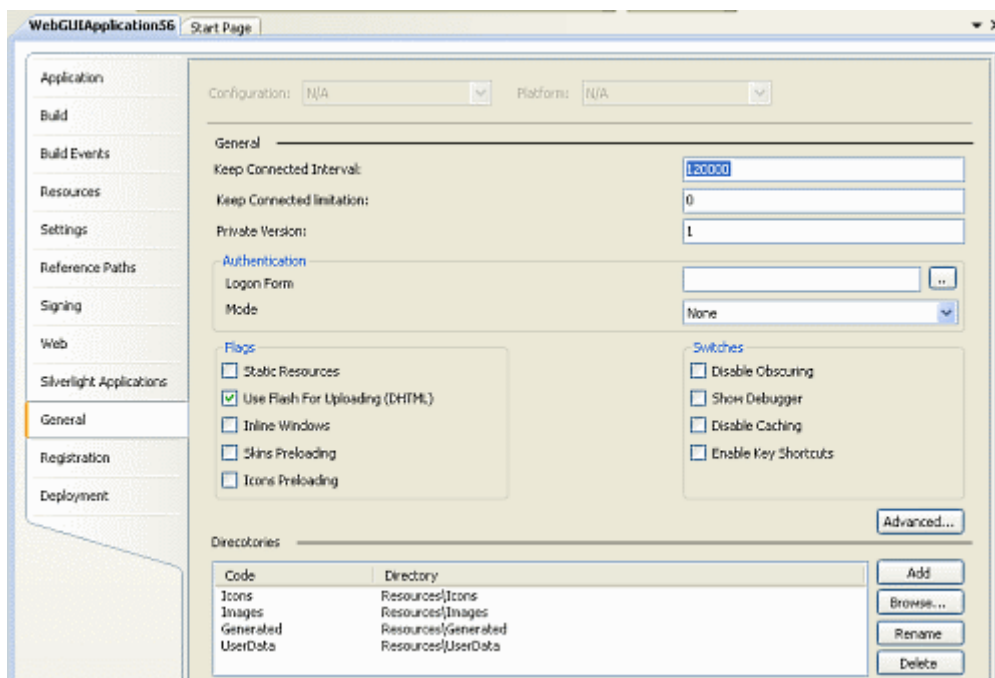 WebGUIApplication56 Start Page
Application
Build
Build Events
Resources
Settings
Reference Paths
Signing
Web
Silverlight Applications
General
Registration
Deployment
Configuration: N/A Platform: N/A
General
Keep Connected Interval: 120000
Keep Connected limitation: 0
Private Version: 1
Authentication
Logon Form ..
Mode None
Flags
Static Resources
Use Flash For Uploading (DHTML)
Inline Windows
Skins Preloading
Icons Preloading
Switches
Disable Obscuring
Show Debugger
Disable Caching
Enable Key Shortcuts
Advanced...
Direcotories
Code Directory
Icons Resources\Icons
Images Resources\Images
Generated Resources\Generated
UserData Resources\UserData
Add
Browse...
Rename
Delete